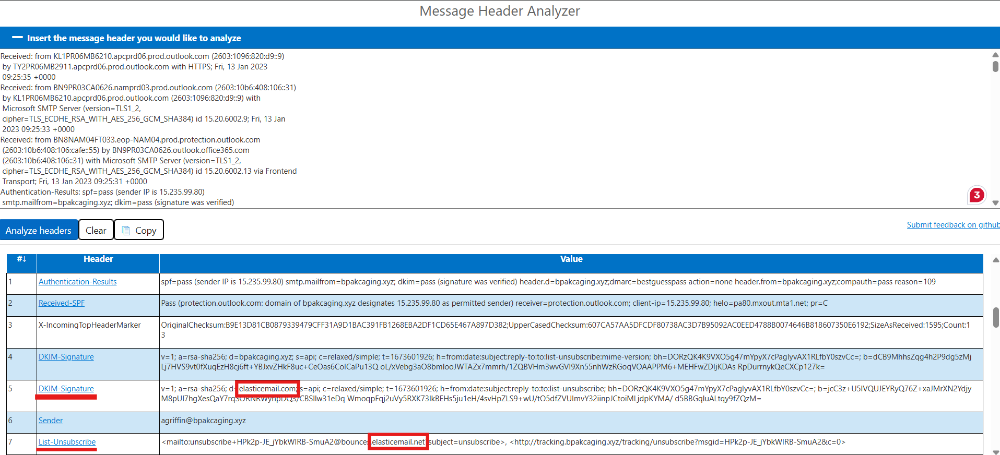 Message Header Analyzer
Insert the message header you would like to analyze
Received: from KL1PR06MB6210.apcprd06.prod.outlook.com (2603:1096:820:d9::9)
by TY2PR06MB2911.apcprd06.prod.outlook.com with HTTPS; Fri, 13 Jan 2023
09:25:35 +0000
Received: from BN9PR03CA0626.namprd03.prod.outlook.com (2603:10b6:408:106::31)
by KL1PR06MB6210.apcprd06.prod.outlook.com (2603:1096:820:d9::9) with
Microsoft SMTP Server (version=TLS1_2,
cipher=TLS_ECDHE_RSA_WITH_AES_256_GCM_SHA384) id 15.20.6002.9; Fri, 13 Jan
2023 09:25:33 +0000
Received: from BN8NAM04FT033.eop-NAM04.prod.protection.outlook.com
(2603:10b6:408:106:cafe::55) by BN9PR03CA0626.outlook.office365.com
(2603:10b6:408:106::31) with Microsoft SMTP Server (version=TLS1_2,
cipher=TLS_ECDHE_RSA_WITH_AES_256_GCM_SHA384) id 15.20.6002.13 via Frontend
Transport; Fri, 13 Jan 2023 09:25:31 +0000
Authentication-Results: spf=pass (sender IP is 15.235.99.80)
smtp.mailfrom=bpakcaging.xyz; dkim=pass (signature was verified)
3
Analyze headers Clear Copy
Submit feedback on github
#↓ Header Value
1 Authentication-Results spf=pass (sender IP is 15.235.99.80) smtp.mailfrom=bpakcaging.xyz; dkim=pass (signature was verified) header.d=bpakcaging.xyz;dmarc=bestguesspass action=none header.from=bpakcaging.xyz;compauth=pass reason=109
2 Received-SPF Pass (protection.outlook.com: domain of bpakcaging.xyz designates 15.235.99.80 as permitted sender) receiver=protection.outlook.com; client-ip=15.235.99.80; helo=pa80.mxout.mta1.net; pr=C
3 X-IncomingTopHeaderMarker OriginalChecksum:B9E13D81CB0879339479CFF31A9D1BAC391FB1268EBA2DF1CD65E467A897D382;UpperCasedChecksum:607CA57AA5DFCDF80738AC3D7B95092AC0EED4788B0074646B818607350E6192;SizeAsReceived:1595;Count:1
3
4 DKIM-Signature v=1; a=rsa-sha256; d=bpakcaging.xyz; s=api; c=relaxed/simple; t=1673601926; h=from:date:subject:reply-to:to:list-unsubscribe:mime-version; bh=DORzQK4K9VXO5g47mYpyX7cPaglyvAX1RLfbY0szvCc=; b=dCB9MhhsZqg4h2P9dg5zMj
Lj7HVS9vt0fXuqEzH8cj6ft+YBJxvZHkF8uc+CeOas6ColCaPu13Q oL/xVebg3aO8bmlooJWTAZx7mmrh/1ZQBVHm3wvGVI9Xn55nhWzRGoqVOAAPPM6+MEHFwZDljKDAs RpDurrnykQeCXCp127k=
5 DKIM-Signature v=1; a=rsa-sha256; d=elasticemail.com; s=api; c=relaxed/simple; t=1673601926; h=from:date:subject:reply-to:to:list-unsubscribe; bh=DORzQK4K9VXO5g47mYpyX7cPaglyvAX1RLfbY0szvCc=; b=jcC3z+U5IVQUJEYRyQ76Z+xaJMrXN2Ydjy
WmoqpFqj2uVy5RXK73IkBEHs5ju1eH/4svHpZLS9+wU/tO5dfZVUImvY32iinpJCtoiMLjdpKYMA/ d5BBGqluALtqy9fZQzM=
6 Sender agriffin@bpakcaging.xyz
7 List-Unsubscribe <mailto:unsubscribe+HPk2p-JE_jYbkWlRB-SmuA2@bounces.elasticemail.net?subject=unsubscribe>, <http://tracking.bpakcaging.xyz/tracking/unsubscribe?msgid=HPk2p-JE_jYbkWlRB-SmuA2&c=0>